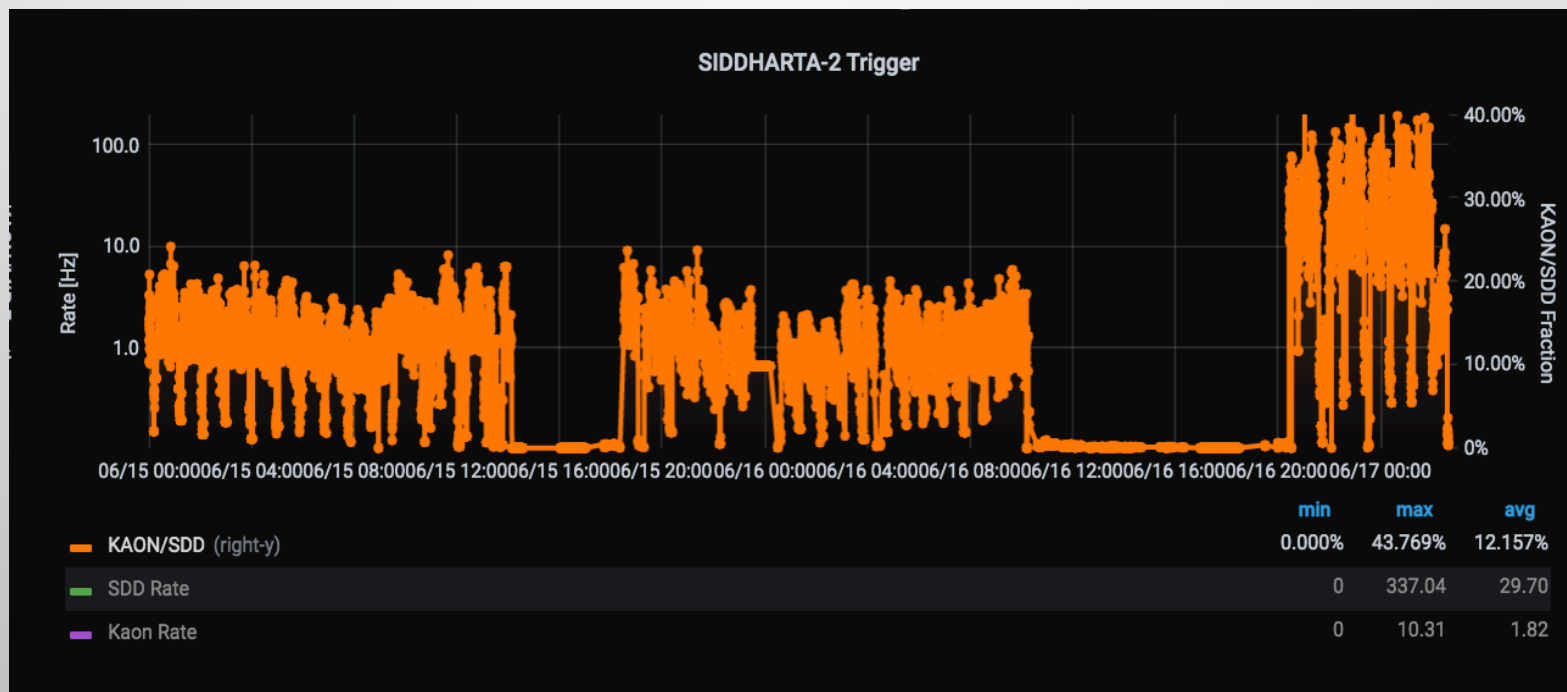 SIDDHARTA-2 Trigger
100.0
10.0
1.0
Rate [Hz]
40.00%
30.00%
20.00%
10.00%
0%
KAON/SDD Fraction
06/15 00:0006/15 04:0006/15 08:0006/15 12:0006/15 16:0006/15 20:0006/16 00:0006/16 04:0006/16 08:0006/16 12:0006/16 16:0006/16 20:0006/17 00:00
min max avg
KAON/SDD (right-y) 0.000% 43.769% 12.157%
SDD Rate 0 337.04 29.70
Kaon Rate 0 10.31 1.82